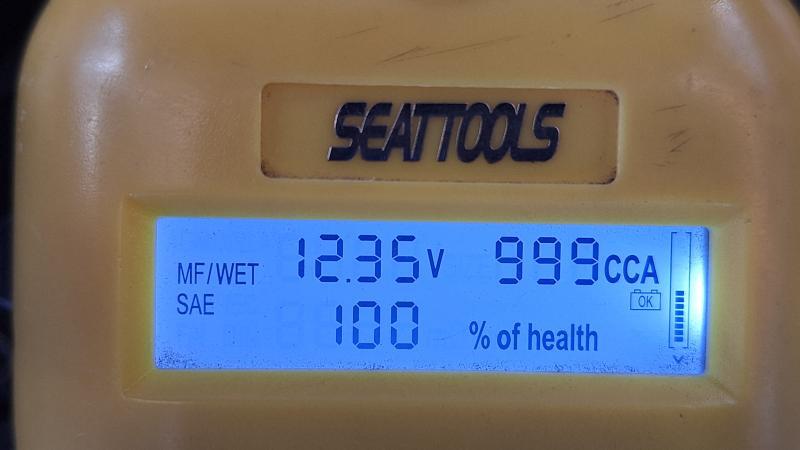 SEATTOOLS
MF/WET 12.35V 999CCA
SAE OK
100 % of health